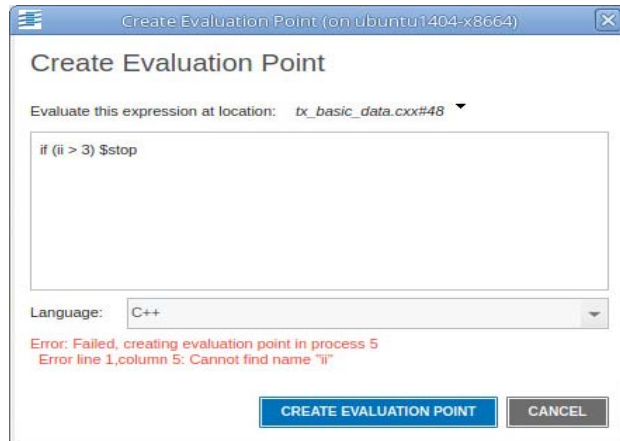 Create Evaluation Point (on ubuntu1404-x8664)
Create Evaluation Point
Evaluate this expression at location: tx_basic_data.cxx#48
if (ii > 3) $stop
Language: C++
Error: Failed, creating evaluation point in process 5
Error line 1,column 5: Cannot find name "ii"
CREATE EVALUATION POINT CANCEL